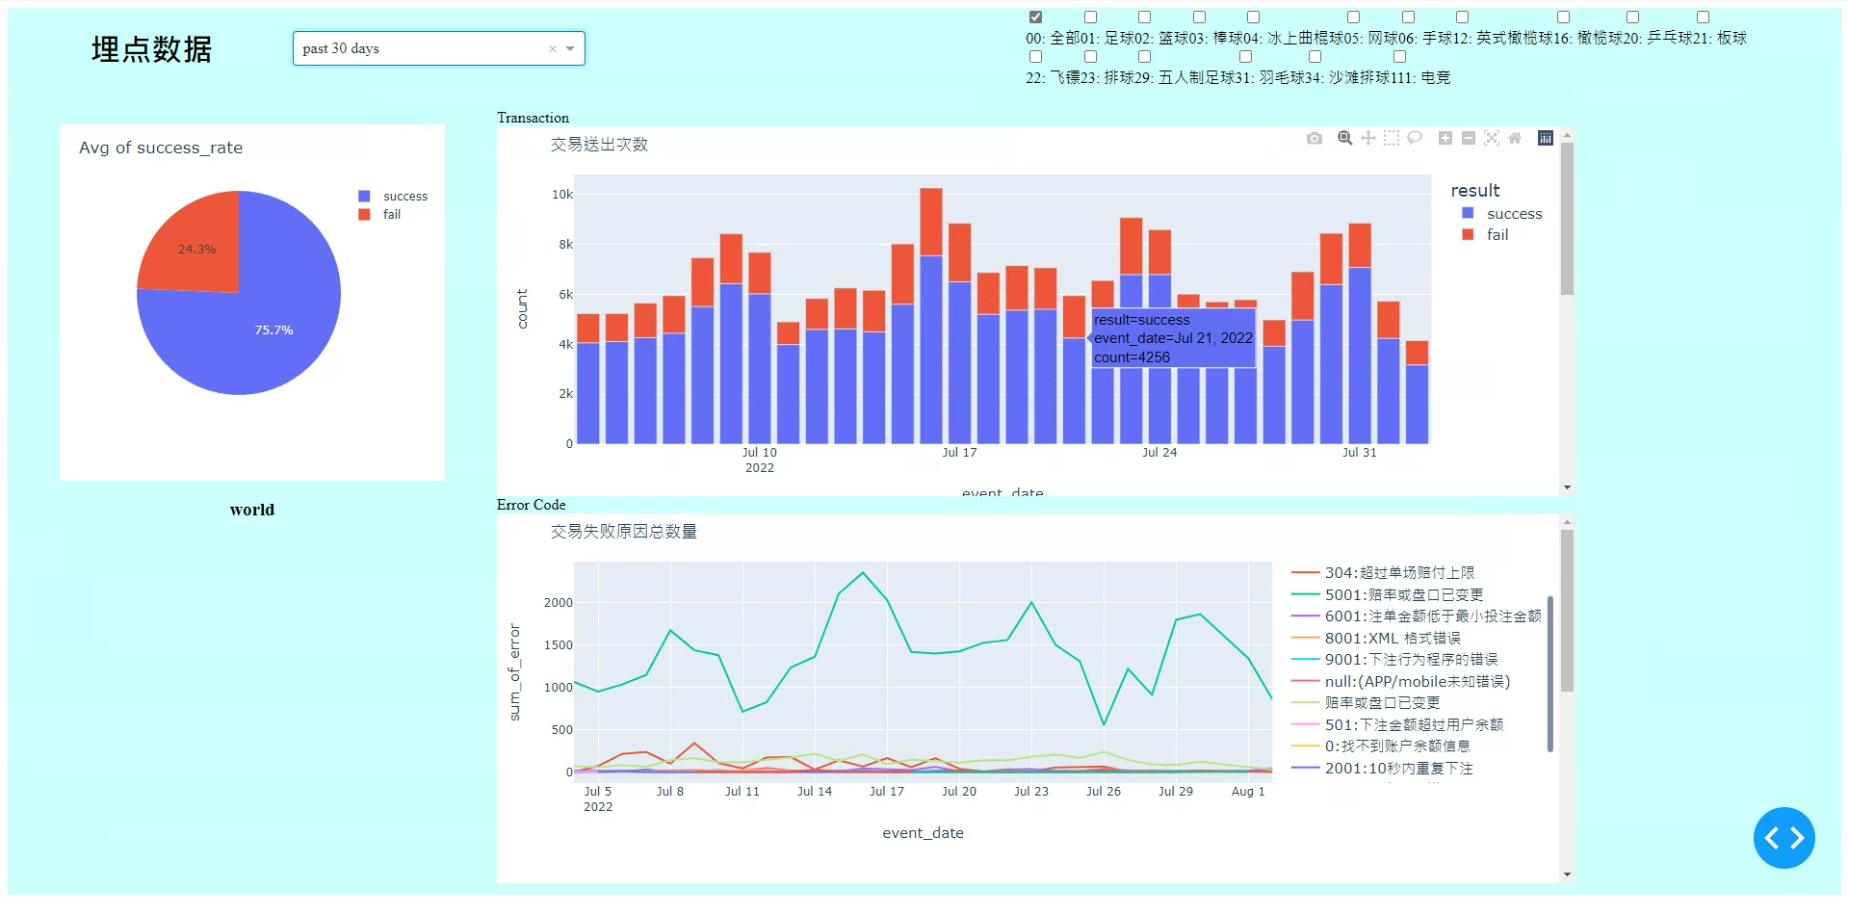 埋点数据
past 30 days
00: 全部01: 足球02: 篮球03: 棒球04: 冰上曲棍球05: 网球06: 手球12: 英式橄榄球16: 橄榄球20: 乒乓球21: 板球
22: 飞镖23: 排球29: 五人制足球31: 羽毛球34: 沙滩排球111: 电竞
Avg of success_rate
success
fail
24.3%
75.7%
world
Transaction
交易送出次数
10k
8k
6k
4k
2k
0
count
result
success
fail
result=success
event_date=Jul 21, 2022
count=4256
Jul 10
2022
Jul 17
Jul 24
Jul 31
event_date
Error Code
交易失败原因总数量
2000
1500
1000
500
0
sum_of_error
304:超过单场赔付上限
5001:赔率或盘口已变更
6001:注单金额低于最小投注金额
8001:XML 格式错误
9001:下注行为程序的错误
null:(APP/mobile未知错误)
赔率或盘口已变更
501:下注金额超过用户余额
0:找不到账户余额信息
2001:10秒内重复下注
Jul 5
2022
Jul 8
Jul 11
Jul 14
Jul 17
Jul 20
Jul 23
Jul 26
Jul 29
Aug 1
event_date